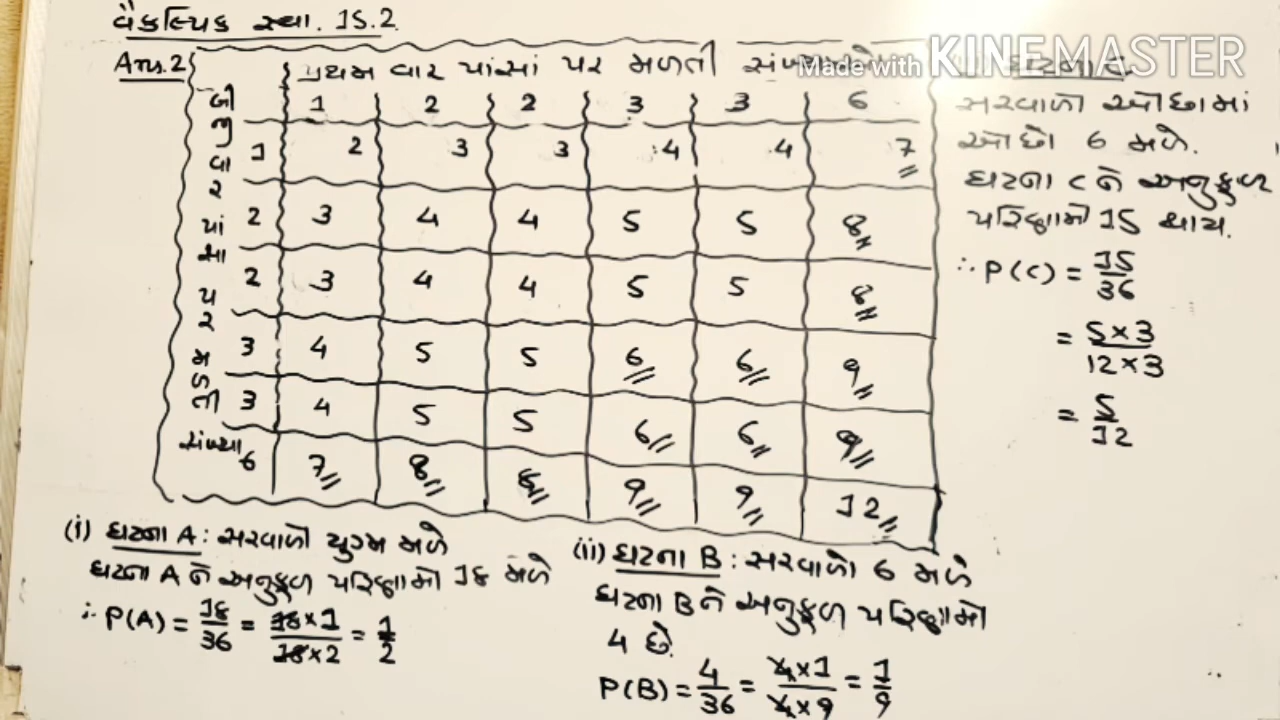 વૈકલ્પિક સ્વા. 15.2
Ans.2
પ્રથમ વાર પાંસા પર મળતી
Made with KINEMASTER
બીજી વાર પાંસા પર મળતી સંખ્યા
1 2 2 3 3 6
1 2 3 3 4 4 7
2 3 4 4 5 5 8
2 3 4 4 5 5 8
3 4 5 5 6 6 9
3 4 5 5 6 6 9
6 7 8 8 9 9 12
(i) ઘટના A : સરવાળો યુગ્મ મળે
ઘટના A ને અનુકૂળ પરિણામો 18 મળે
∴ P(A) = 18/36 = 18×1/18×2 = 1/2
(ii) ઘટના B : સરવાળો 6 મળે
ઘટના B ને અનુકૂળ પરિણામો
4 છે.
P(B) = 4/36 = 4×1/4×9 = 1/9
ઘટના C
સરવાળો ઓછામાં
ઓછો 6 મળે.
ઘટના C ને અનુકૂળ
પરિણામો 15 થાય.
∴ P(C) = 15/36
= 5×3/12×3
= 5/12